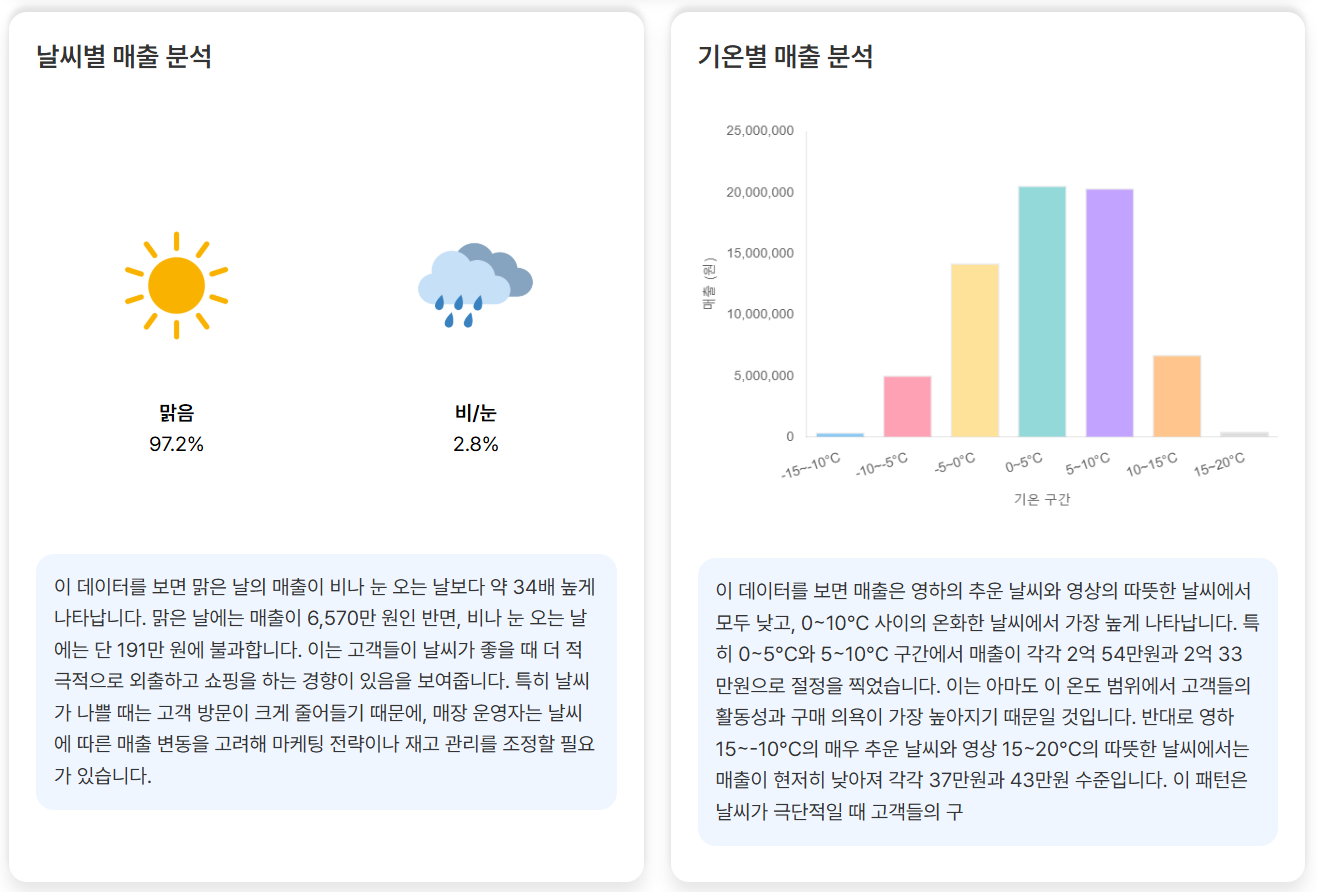 날씨별 매출 분석
맑음
97.2%
비/눈
2.8%
이 데이터를 보면 맑은 날의 매출이 비나 눈 오는 날보다 약 34배 높게
나타납니다. 맑은 날에는 매출이 6,570만 원인 반면, 비나 눈 오는 날
에는 단 191만 원에 불과합니다. 이는 고객들이 날씨가 좋을 때 더 적
극적으로 외출하고 쇼핑을 하는 경향이 있음을 보여줍니다. 특히 날씨
가 나쁠 때는 고객 방문이 크게 줄어들기 때문에, 매장 운영자는 날씨
에 따른 매출 변동을 고려해 마케팅 전략이나 재고 관리를 조정할 필요
가 있습니다.
기온별 매출 분석
25,000,000
20,000,000
15,000,000
10,000,000
5,000,000
0
매출 (원)
-15~-10°C
-10~-5°C
-5~0°C
0~5°C
5~10°C
10~15°C
15~20°C
기온 구간
이 데이터를 보면 매출은 영하의 추운 날씨와 영상의 따뜻한 날씨에서
모두 낮고, 0~10°C 사이의 온화한 날씨에서 가장 높게 나타납니다. 특
히 0~5°C와 5~10°C 구간에서 매출이 각각 2억 54만원과 2억 33
만원으로 절정을 찍었습니다. 이는 아마도 이 온도 범위에서 고객들의
활동성과 구매 의욕이 가장 높아지기 때문일 것입니다. 반대로 영하
15~-10°C의 매우 추운 날씨와 영상 15~20°C의 따뜻한 날씨에서는
매출이 현저히 낮아져 각각 37만원과 43만원 수준입니다. 이 패턴은
날씨가 극단적일 때 고객들의 구